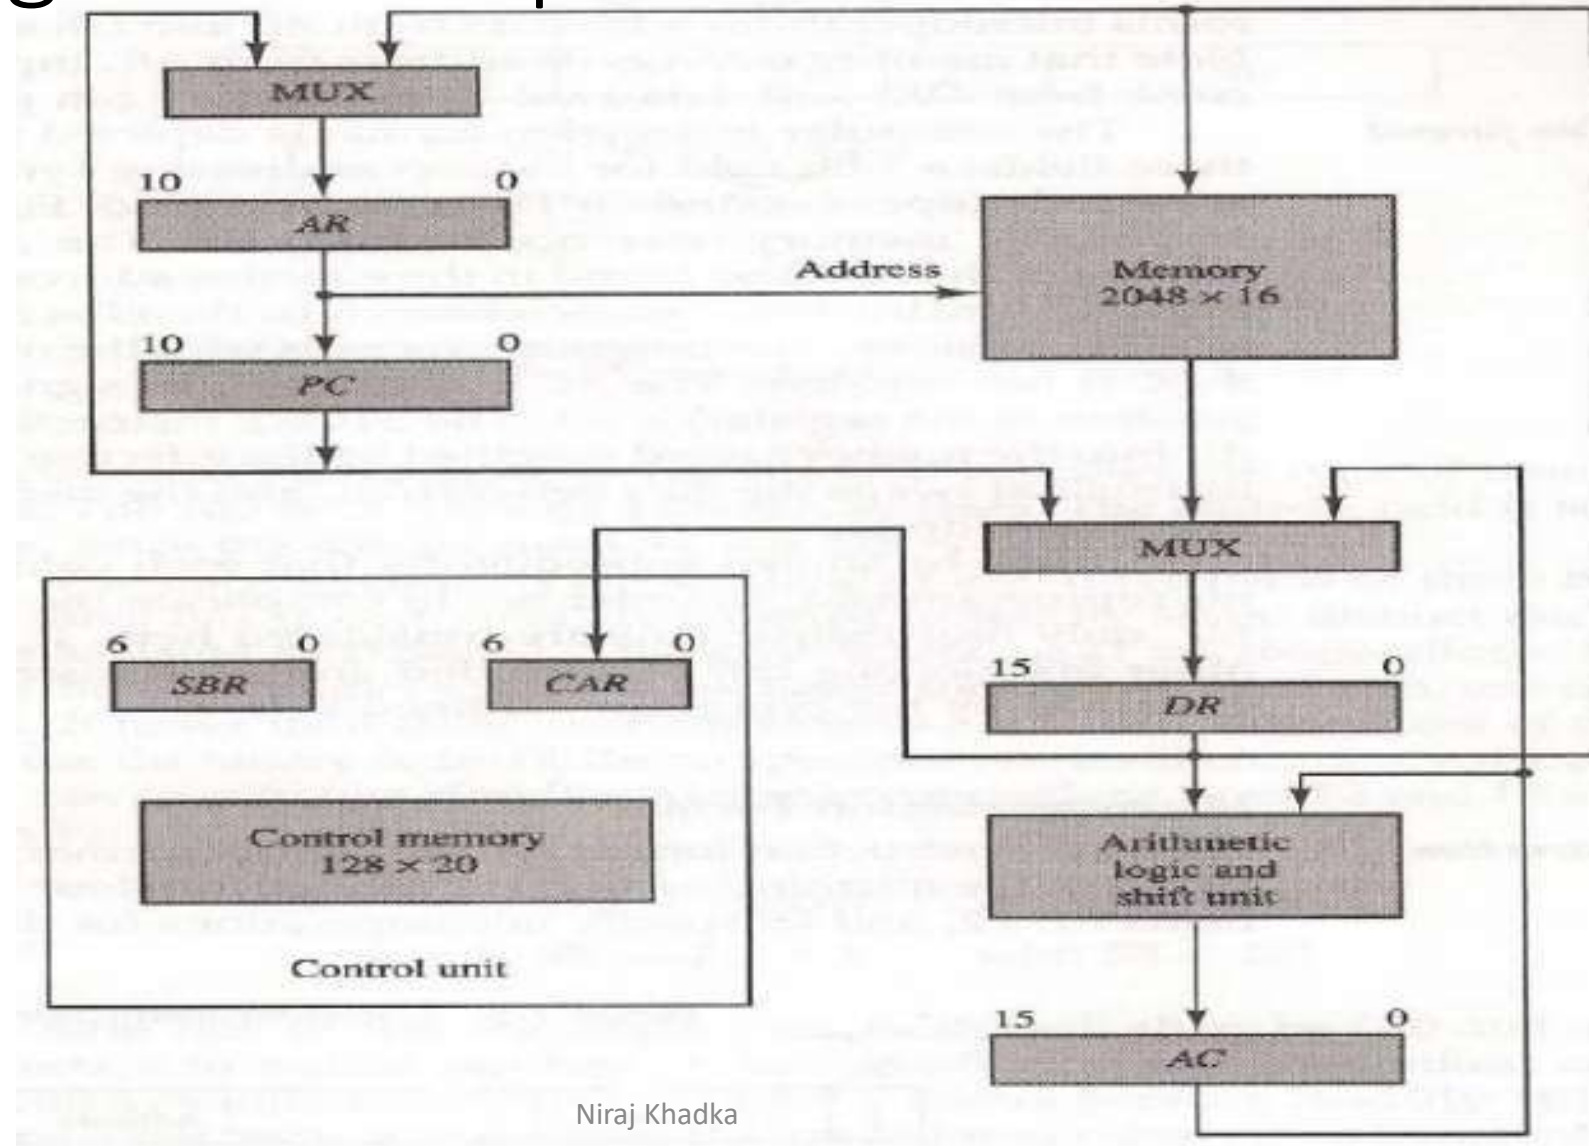 MUX
10 0
AR
Address
Memory
2048 × 16
10 0
PC
MUX
6 0
SBR
6 0
CAR
15 0
DR
Control memory
128 × 20
Arithmetic
logic and
shift unit
Control unit
15 0
AC
Niraj Khadka